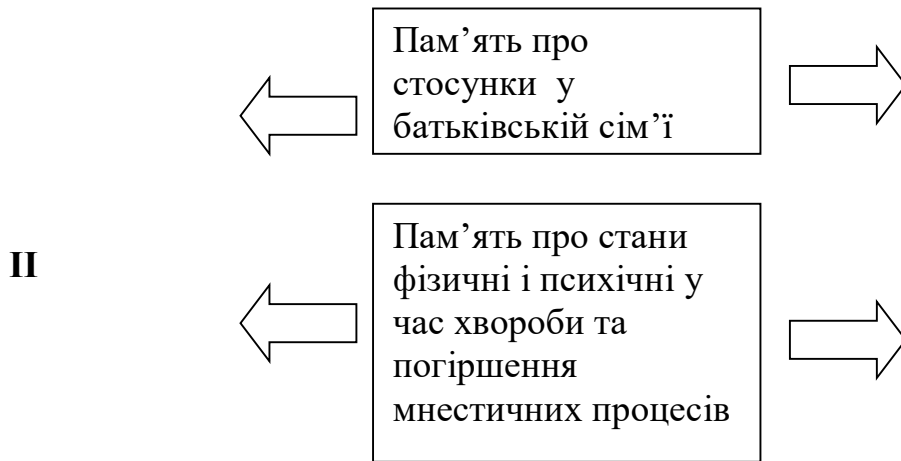 Пам’ять про
стосунки у
батьківській сім’ї
II
Пам’ять про стани
фізичні і психічні у
час хвороби та
погіршення
мнестичних процесів